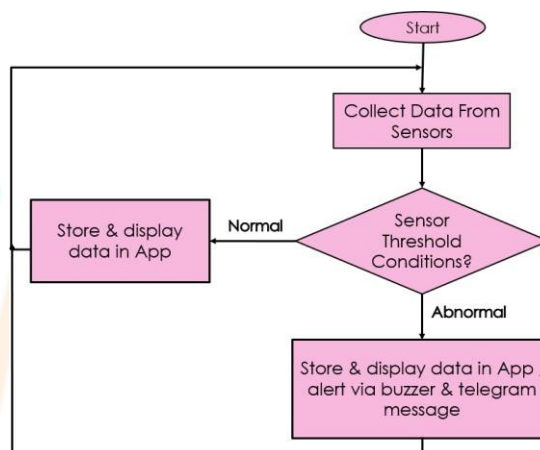 Start
Collect Data From
Sensors
Sensor
Threshold
Conditions?
Normal
Store & display
data in App
Abnormal
Store & display data in App ,
alert via buzzer & telegram
message